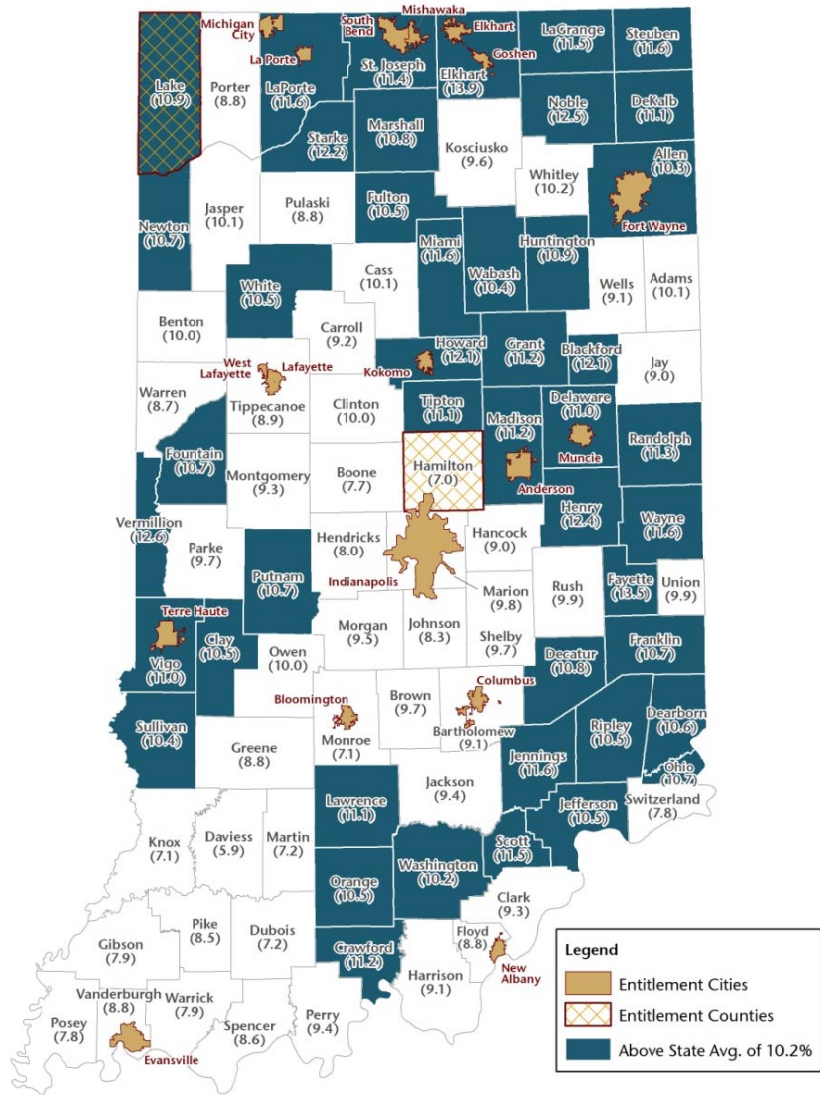 Mishawaka
Michigan
City
South
Bend
Elkhart
LaGrange
(11.5)
Steuben
(11.6)
La Porte
Goshen
Lake
(10.9)
Porter
(8.8)
LaPorte
(11.6)
St. Joseph
(11.4)
Elkhart
(13.9)
Noble
(12.5)
DeKalb
(11.1)
Starke
(12.2)
Marshall
(10.8)
Kosciusko
(9.6)
Whitley
(10.2)
Allen
(10.3)
Fort Wayne
Newton
(10.7)
Jasper
(10.1)
Pulaski
(8.8)
Fulton
(10.5)
Miami
(11.6)
Wabash
(10.4)
Huntington
(10.9)
Wells
(9.1)
Adams
(10.1)
White
(10.5)
Cass
(10.1)
Benton
(10.0)
Carroll
(9.2)
Howard
(12.1)
Kokomo
Grant
(11.2)
Blackford
(12.1)
Jay
(9.0)
West
Lafayette
Lafayette
Warren
(8.7)
Tippecanoe
(8.9)
Clinton
(10.0)
Tipton
(11.1)
Madison
(11.2)
Anderson
Delaware
(11.0)
Muncie
Randolph
(11.3)
Fountain
(10.7)
Montgomery
(9.3)
Boone
(7.7)
Hamilton
(7.0)
Henry
(12.4)
Wayne
(11.6)
Vermillion
(12.6)
Parke
(9.7)
Putnam
(10.7)
Hendricks
(8.0)
Indianapolis
Hancock
(9.0)
Marion
(9.8)
Rush
(9.9)
Fayette
(13.5)
Union
(9.9)
Terre Haute
Vigo
(11.0)
Clay
(10.5)
Owen
(10.0)
Morgan
(9.5)
Johnson
(8.3)
Shelby
(9.7)
Decatur
(10.8)
Franklin
(10.7)
Sullivan
(10.4)
Greene
(8.8)
Bloomington
Monroe
(7.1)
Brown
(9.7)
Columbus
Bartholomew
(9.1)
Jennings
(11.6)
Ripley
(10.5)
Dearborn
(10.6)
Ohio
(10.7)
Lawrence
(11.1)
Jackson
(9.4)
Jefferson
(10.5)
Switzerland
(7.8)
Knox
(7.1)
Daviess
(5.9)
Martin
(7.2)
Orange
(10.5)
Washington
(10.2)
Scott
(11.5)
Clark
(9.3)
Gibson
(7.9)
Pike
(8.5)
Dubois
(7.2)
Crawford
(11.2)
Harrison
(9.1)
Floyd
(8.8)
New
Albany
Posey
(7.8)
Vanderburgh
(8.8)
Evansville
Warrick
(7.9)
Spencer
(8.6)
Perry
(9.4)
Legend
Entitlement Cities
Entitlement Counties
Above State Avg. of 10.2%